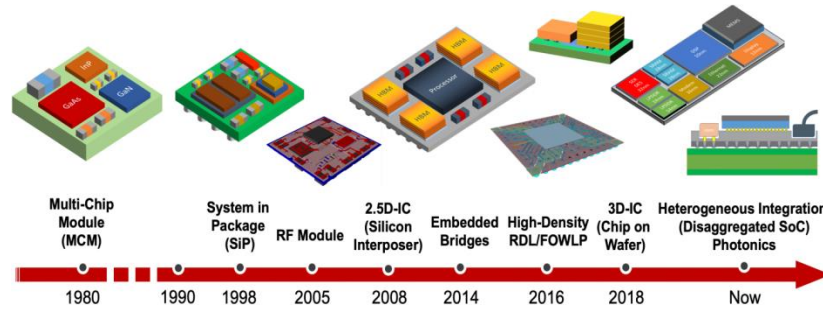 InP
GaAs
GaN
HBM
HBM
Processor
HBM
HBM
Multi-Chip
Module
(MCM)
System in
Package
(SiP)
RF Module
2.5D-IC
(Silicon
Interposer)
Embedded
Bridges
High-Density
RDL/FOWLP
3D-IC
(Chip on
Wafer)
Heterogeneous Integration
(Disaggregated SoC)
Photonics
1980
1990
1998
2005
2008
2014
2016
2018
Now